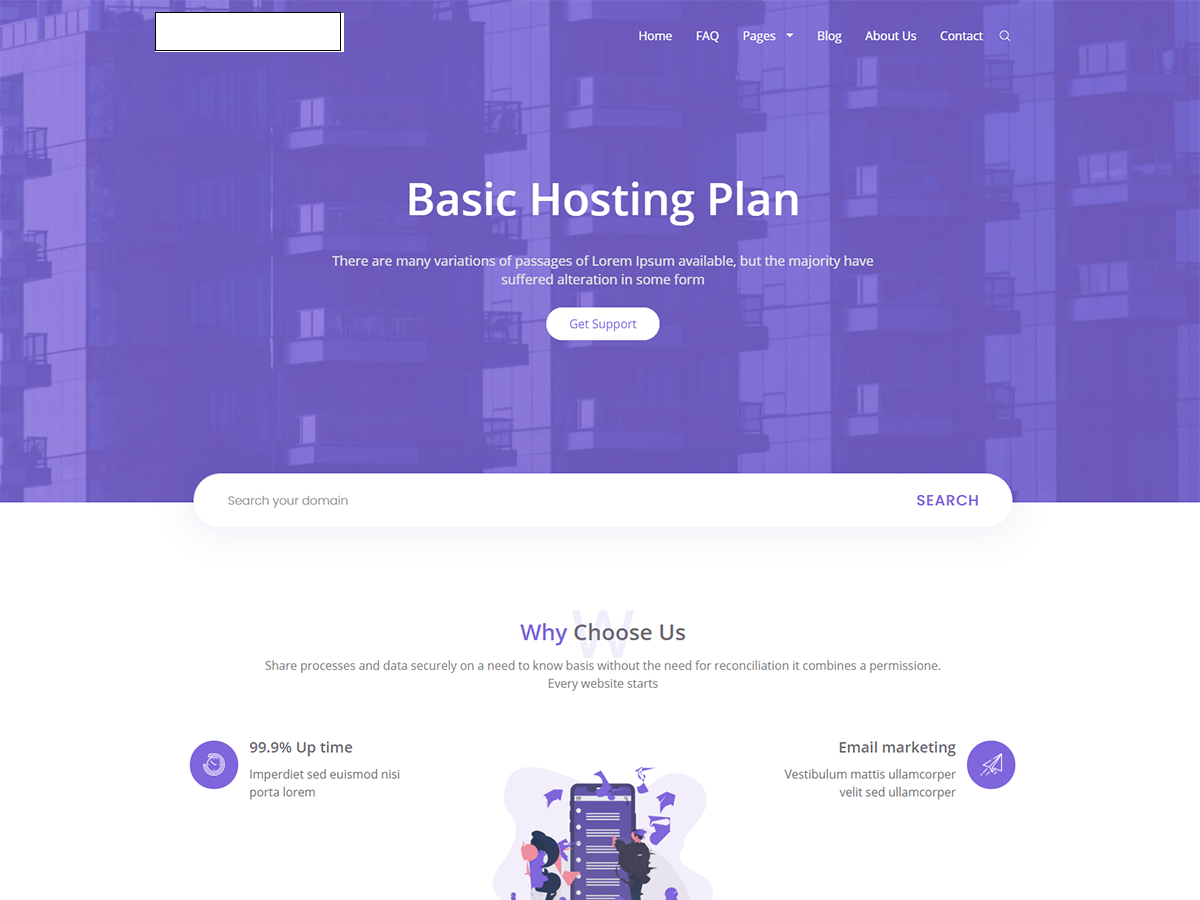 Home FAQ Pages Blog About Us Contact
Basic Hosting Plan
There are many variations of passages of Lorem Ipsum available, but the majority have
suffered alteration in some form
Get Support
Search your domain SEARCH
W
Why Choose Us
Share processes and data securely on a need to know basis without the need for reconciliation it combines a permissione.
Every website starts
99.9% Up time
Imperdiet sed euismod nisi
porta lorem
Email marketing
Vestibulum mattis ullamcorper
velit sed ullamcorper